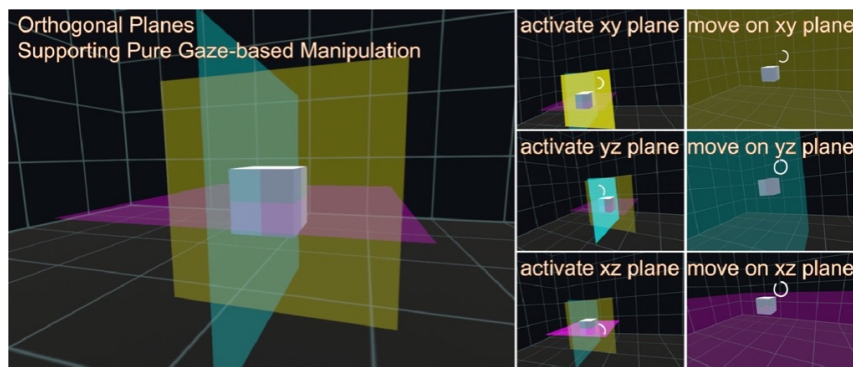 Orthogonal Planes
Supporting Pure Gaze-based Manipulation
activate xy plane
move on xy plane
activate yz plane
move on yz plane
activate xz plane
move on xz plane